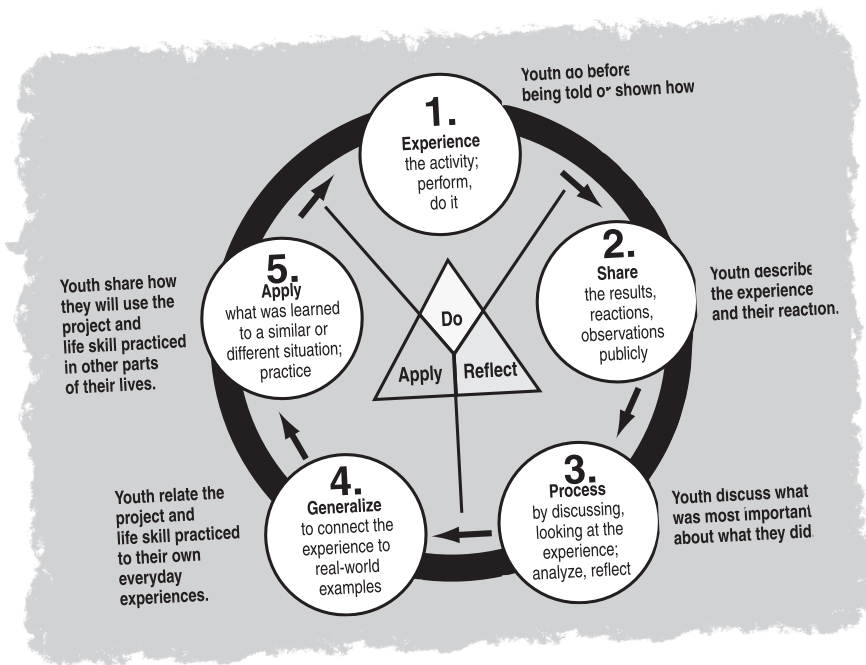 1.
Experience
the activity;
perform,
do it
Youth do before
being told or shown how
2.
Share
the results,
reactions,
observations
publicly
Youth describe
the experience
and their reaction.
3.
Process
by discussing,
looking at the
experience;
analyze, reflect
Youth discuss what
was most important
about what they did.
4.
Generalize
to connect the
experience to
real-world
examples
Youth relate the
project and
life skill practiced
to their own
everyday
experiences.
5.
Apply
what was learned
to a similar or
different situation;
practice
Youth share how
they will use the
project and
life skill practiced
in other parts
of their lives.
Do
Apply
Reflect